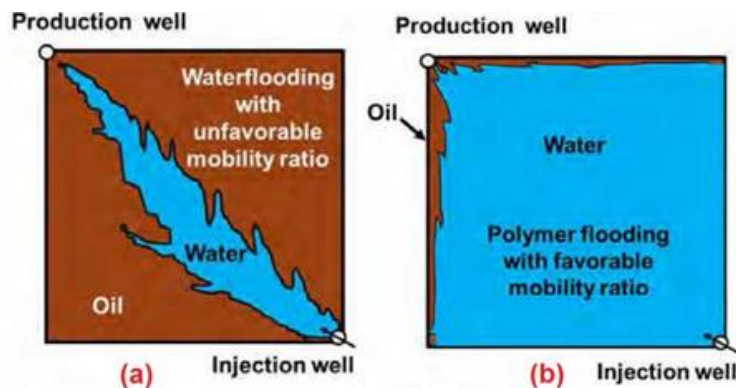 Production well
Waterflooding
with
unfavorable
mobility ratio
Water
Oil
Injection well
(a)
Production well
Oil
Water
Polymer flooding
with favorable
mobility ratio
Injection well
(b)